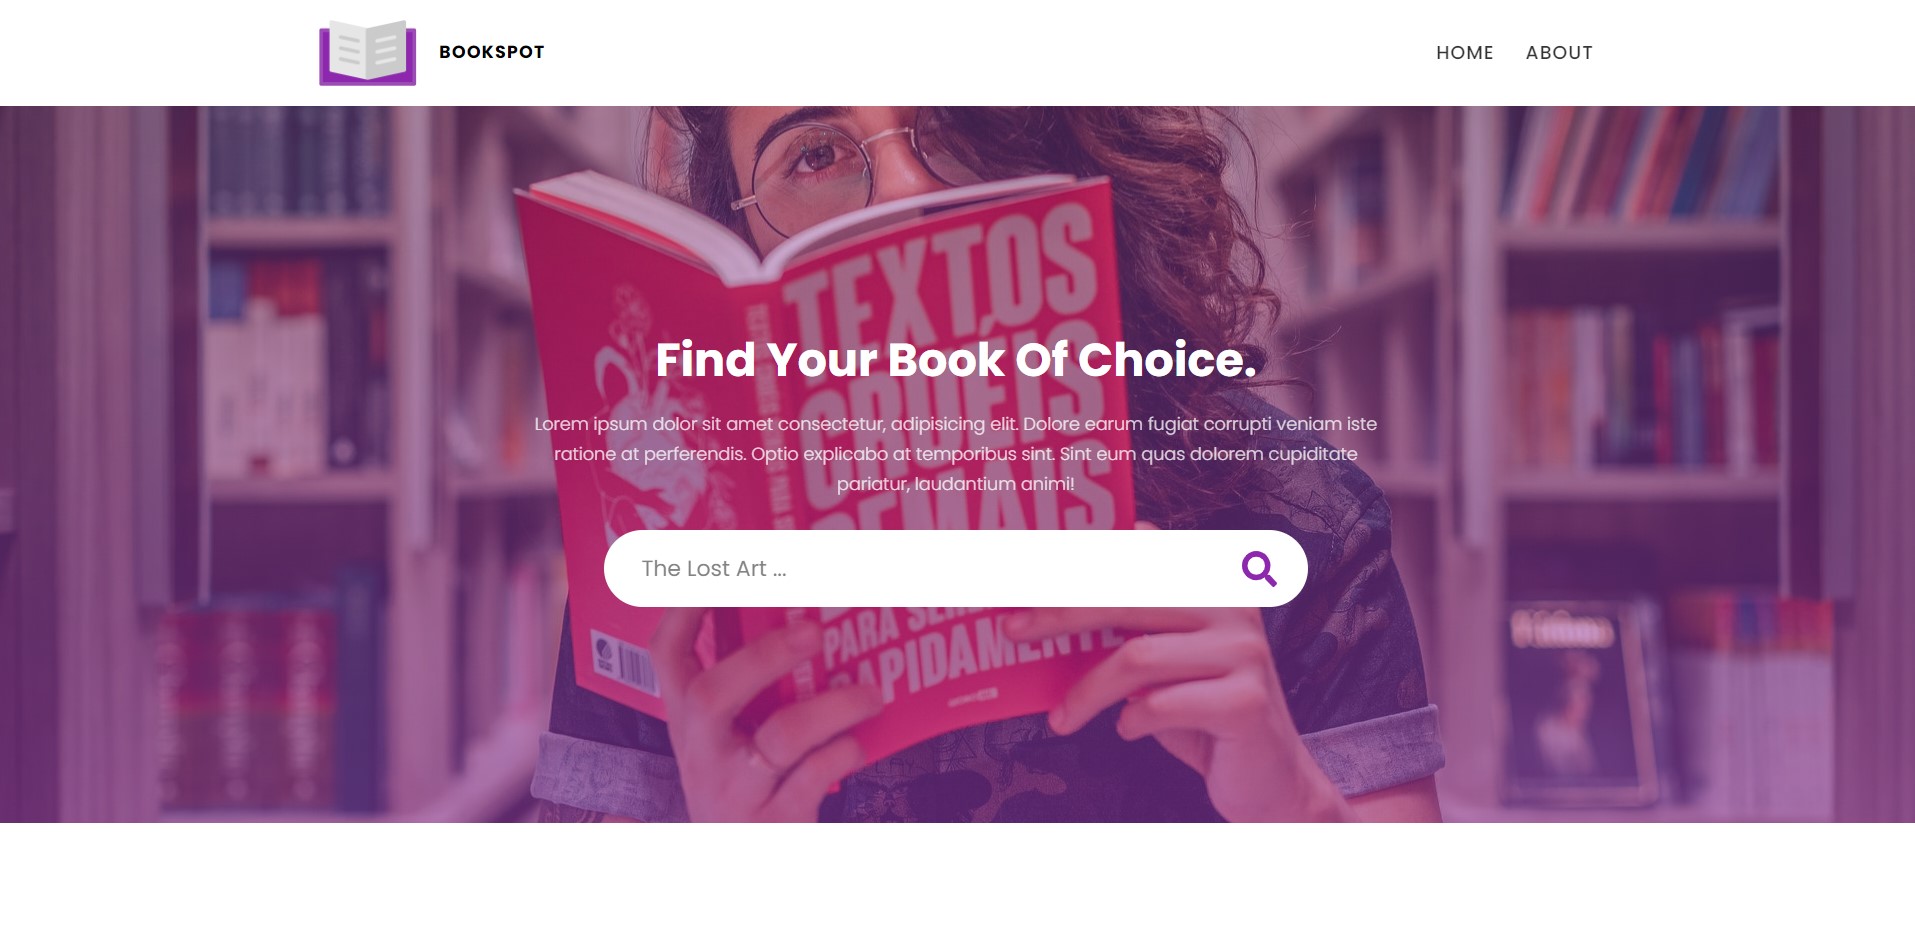 BOOKSPOT
HOME ABOUT
TEXTOS
CRUÉIS
DEMAIS
PARA
RAPIDAMENTE
Find Your Book Of Choice.
Lorem ipsum dolor sit amet consectetur, adipisicing elit. Dolore earum fugiat corrupti veniam iste
ratione at perferendis. Optio explicabo at temporibus sint. Sint eum quas dolorem cupiditate
pariatur, laudantium animi!
The Lost Art ...